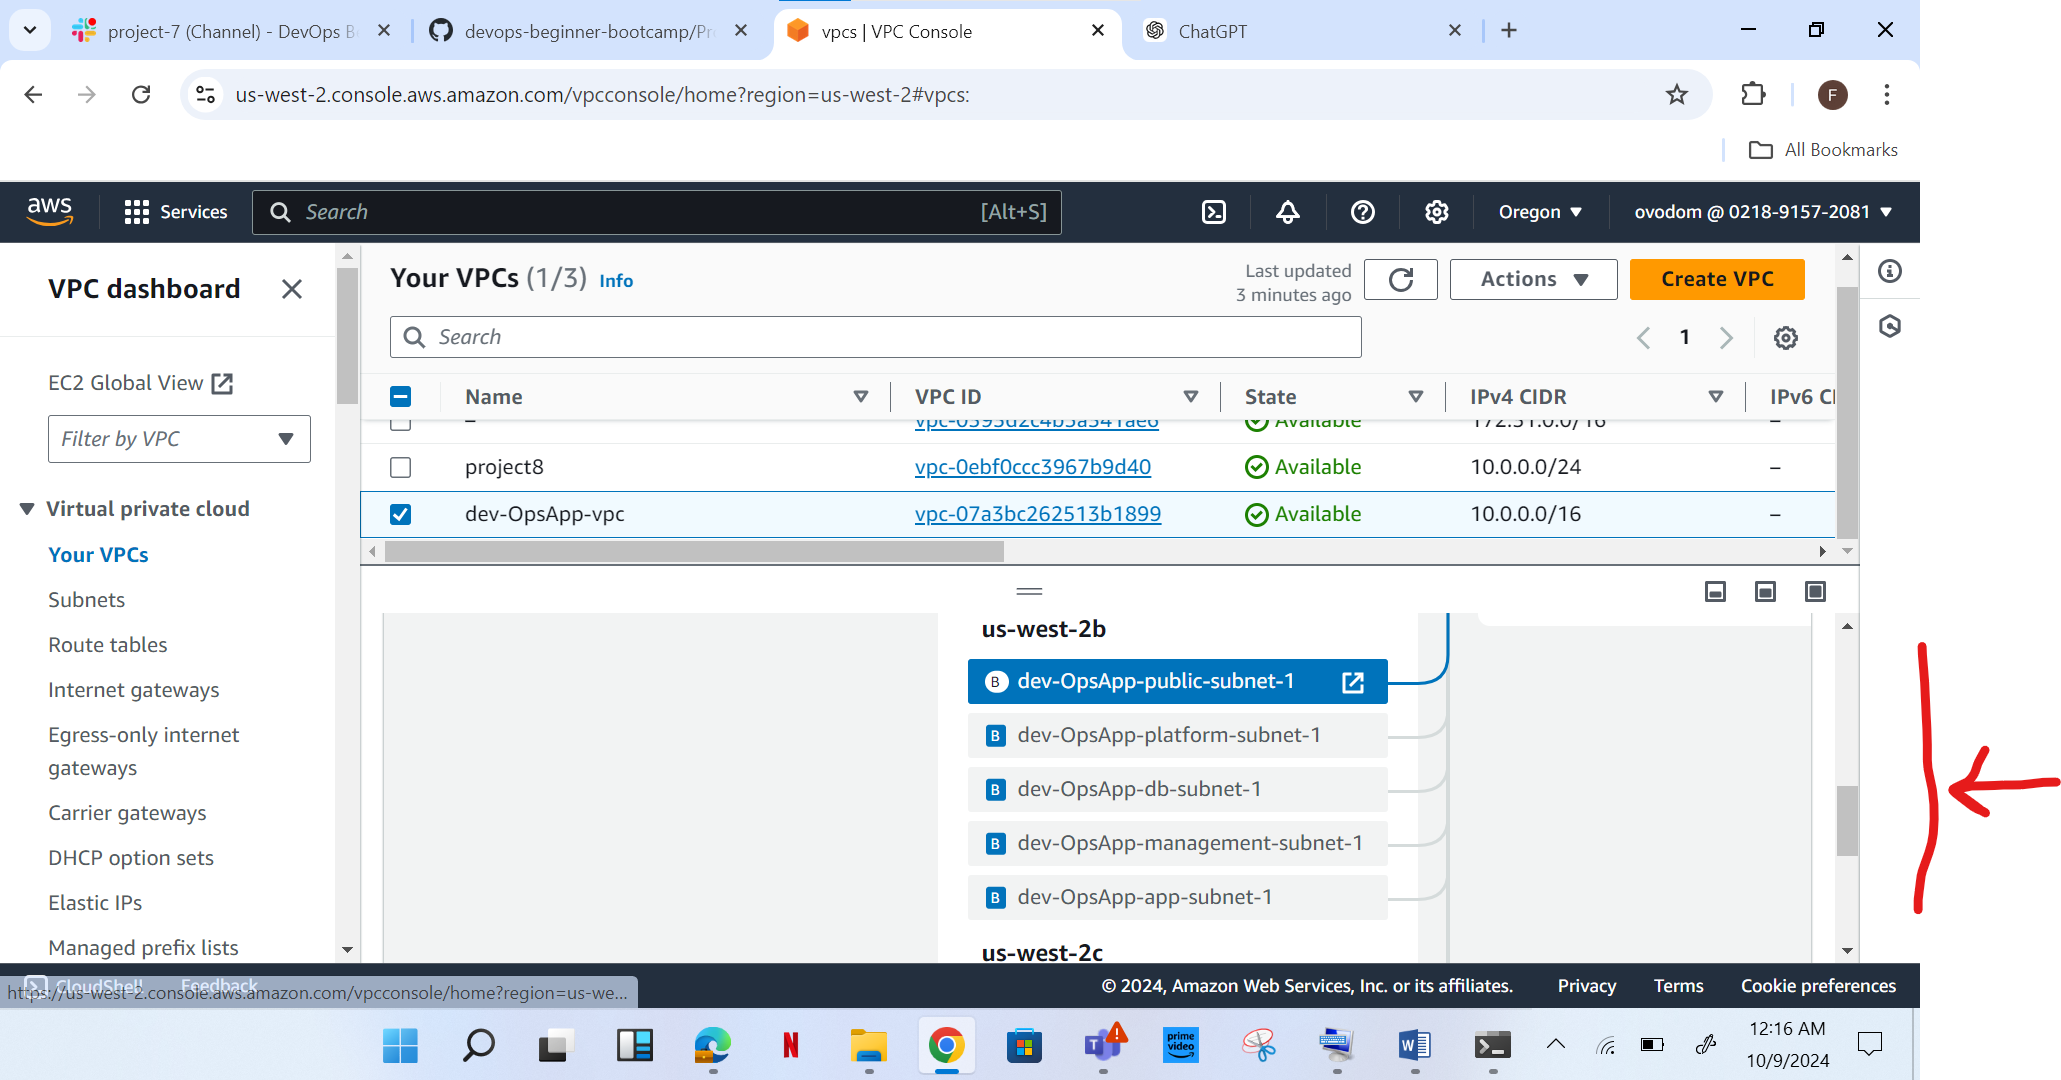 project-7 (Channel) - DevOps B
devops-beginner-bootcamp/Pr
vpcs | VPC Console
ChatGPT
us-west-2.console.aws.amazon.com/vpcconsole/home?region=us-west-2#vpcs:
F
All Bookmarks
aws
Services
Search
[Alt+S]
Oregon
ovodom @ 0218-9157-2081
VPC dashboard
EC2 Global View
Filter by VPC
Virtual private cloud
Your VPCs
Subnets
Route tables
Internet gateways
Egress-only internet
gateways
Carrier gateways
DHCP option sets
Elastic IPs
Managed prefix lists
Your VPCs (1/3) Info
Last updated
3 minutes ago
Actions
Create VPC
Search
1
Name VPC ID State IPv4 CIDR IPv6 CI
– vpc-0393d2c4b3a341ae6 Available 172.31.0.0/16 –
project8 vpc-0ebf0ccc3967b9d40 Available 10.0.0.0/24 –
dev-OpsApp-vpc vpc-07a3bc262513b1899 Available 10.0.0.0/16 –
us-west-2b
B dev-OpsApp-public-subnet-1
B dev-OpsApp-platform-subnet-1
B dev-OpsApp-db-subnet-1
B dev-OpsApp-management-subnet-1
B dev-OpsApp-app-subnet-1
us-west-2c
CloudShell Feedback
https://us-west-2.console.aws.amazon.com/vpcconsole/home?region=us-we...
© 2024, Amazon Web Services, Inc. or its affiliates.
Privacy
Terms
Cookie preferences
N
T
prime
video
W
12:16 AM
10/9/2024